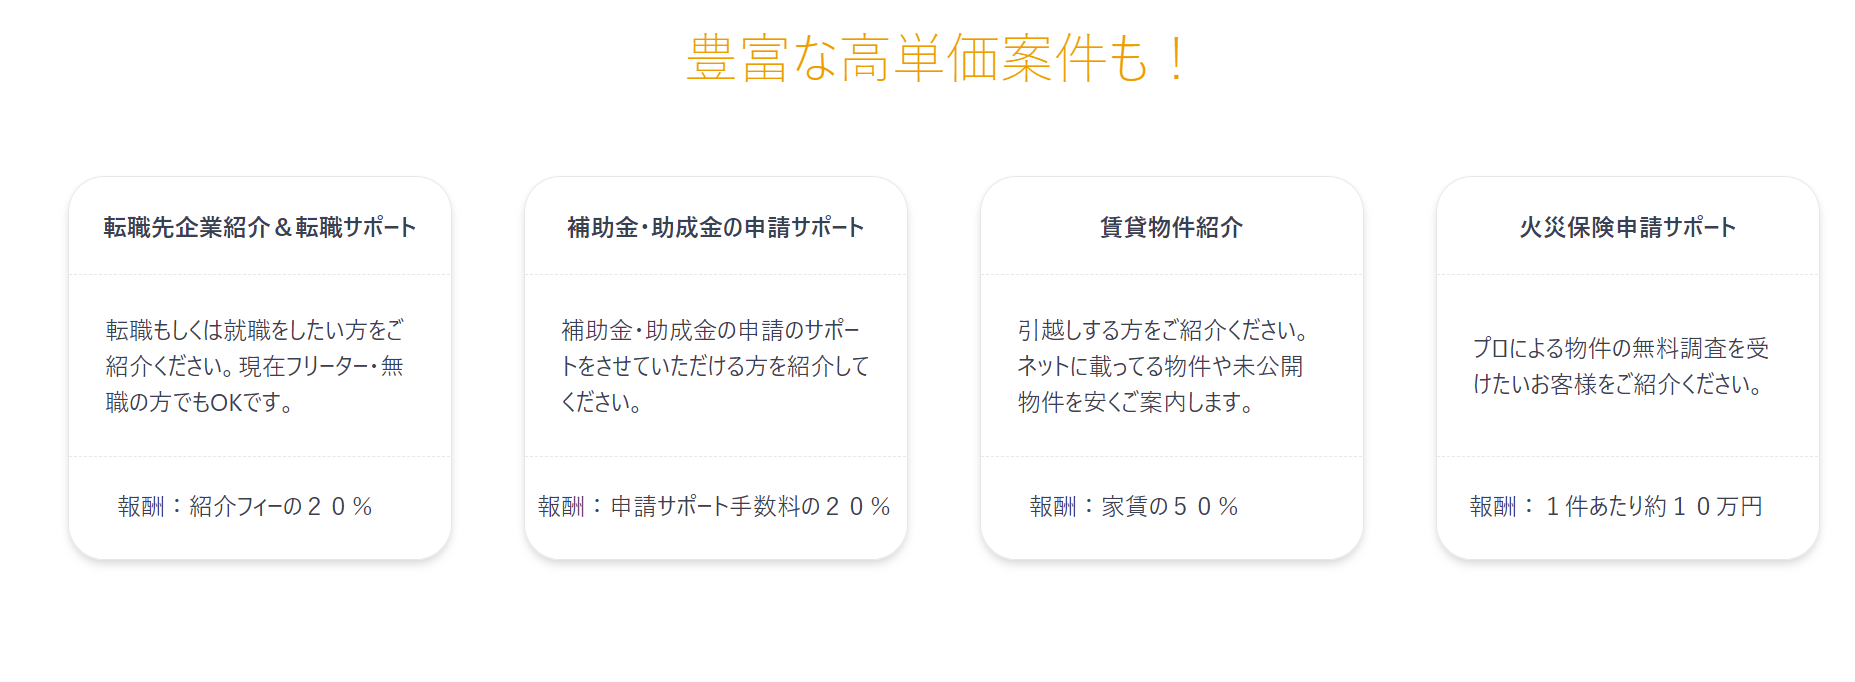 豊富な高単価案件も！
転職先企業紹介＆転職サポート
転職もしくは就職をしたい方をご
紹介ください。現在フリーター・無
職の方でもOKです。
報酬：紹介フィーの２０％
補助金・助成金の申請サポート
補助金・助成金の申請のサポー
トをさせていただける方を紹介して
ください。
報酬：申請サポート手数料の２０％
賃貸物件紹介
引越しする方をご紹介ください。
ネットに載ってる物件や未公開
物件を安くご案内します。
報酬：家賃の５０％
火災保険申請サポート
プロによる物件の無料調査を受
けたいお客様をご紹介ください。
報酬：１件あたり約１０万円